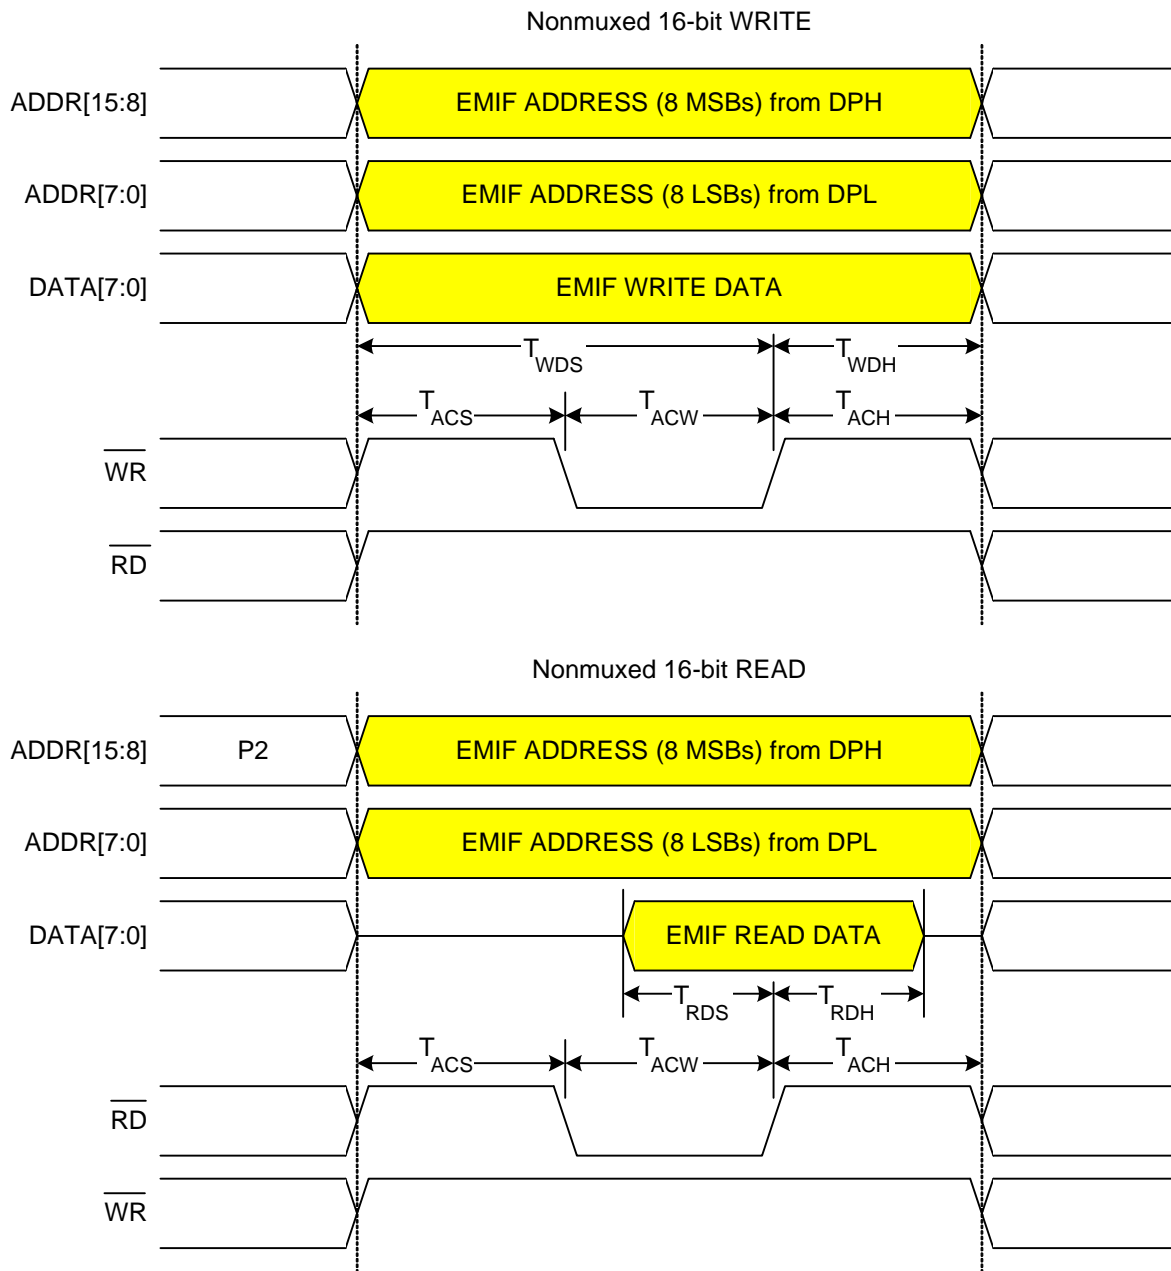 Nonmuxed 16-bit WRITE
ADDR[15:8] EMIF ADDRESS (8 MSBs) from DPH
ADDR[7:0] EMIF ADDRESS (8 LSBs) from DPL
DATA[7:0] EMIF WRITE DATA
TWDS TWDH
TACS TACW TACH
WR
RD
Nonmuxed 16-bit READ
ADDR[15:8] P2 EMIF ADDRESS (8 MSBs) from DPH
ADDR[7:0] EMIF ADDRESS (8 LSBs) from DPL
DATA[7:0] EMIF READ DATA
TRDS TRDH
TACS TACW TACH
RD
WR